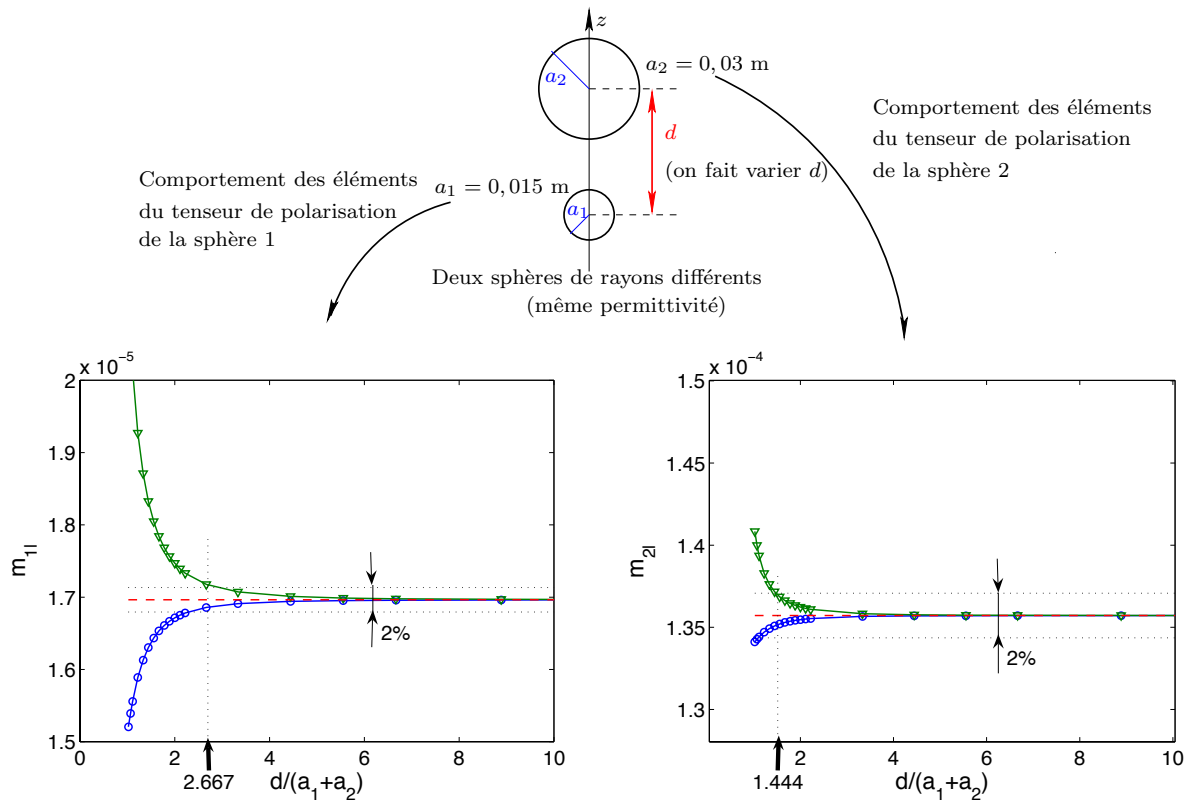 z
a₂
a₂ = 0, 03 m
d
(on fait varier d)
a₁ = 0, 015 m
a₁
Comportement des éléments
du tenseur de polarisation
de la sphère 1
Comportement des éléments
du tenseur de polarisation
de la sphère 2
Deux sphères de rayons différents
(même permittivité)
x 10⁻⁵
2
1.9
1.8
1.7
1.6
1.5
m₁ₗ
2%
0 2 4 6 8 10
2.667
d/(a₁+a₂)
x 10⁻⁴
1.5
1.45
1.4
1.35
1.3
m₂ₗ
2%
2 4 6 8 10
1.444
d/(a₁+a₂)